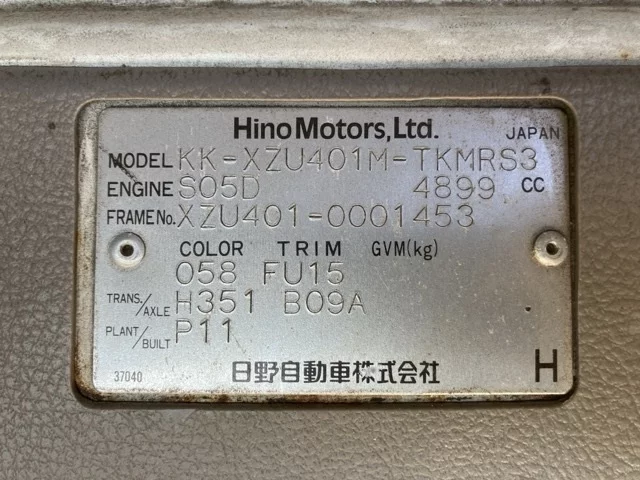 Hino Motors, Ltd. JAPAN
MODEL KK-XZU401M-TKMRS3
ENGINE S05D 4899 CC
FRAME No. XZU401-0001453
COLOR TRIM GVM(kg)
058 FU15
TRANS./AXLE H351 B09A
PLANT/BUILT P11
37040 日野自動車株式会社 H